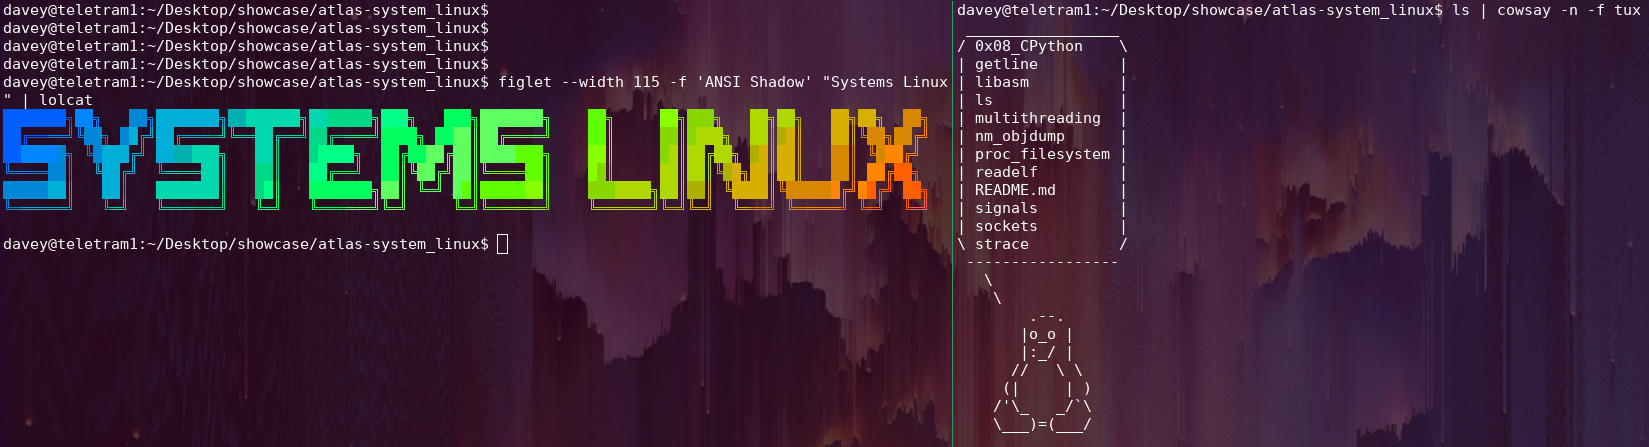 davey@teletram1:~/Desktop/showcase/atlas-system_linux$
davey@teletram1:~/Desktop/showcase/atlas-system_linux$
davey@teletram1:~/Desktop/showcase/atlas-system_linux$
davey@teletram1:~/Desktop/showcase/atlas-system_linux$
davey@teletram1:~/Desktop/showcase/atlas-system_linux$ figlet --width 115 -f 'ANSI Shadow' "Systems Linux
" | lolcat
SYSTEMS LINUX
davey@teletram1:~/Desktop/showcase/atlas-system_linux$
davey@teletram1:~/Desktop/showcase/atlas-system_linux$ ls | cowsay -n -f tux
 _________________
/ 0x08_CPython    \
| getline         |
| libasm          |
| ls              |
| multithreading  |
| nm_objdump      |
| proc_filesystem |
| readelf         |
| README.md       |
| signals         |
| sockets         |
\ strace          /
 -----------------
   \
    \
        .--.
       |o_o |
       |:_/ |
      //   \ \
     (|     | )
    /'\_   _/`\
    \___)=(___/